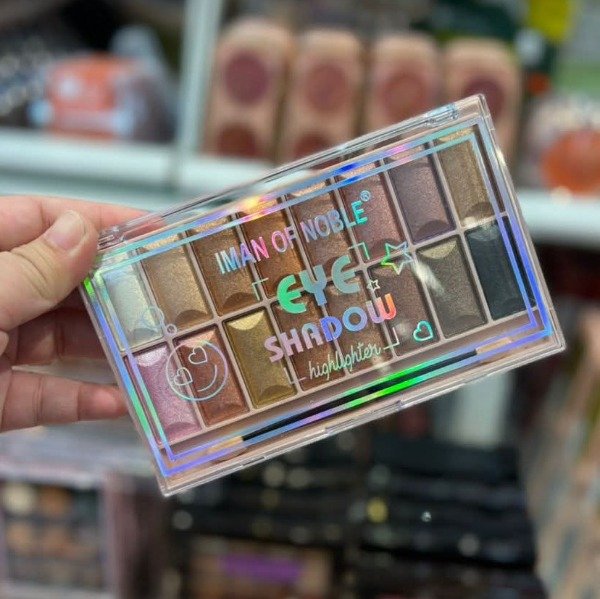 IMAN OF NOBLE®
EYE
SHADOW
highlighter